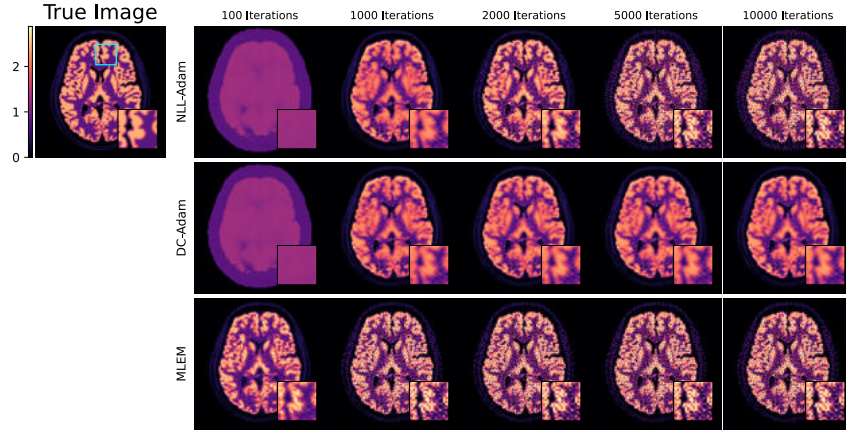 True Image
100 Iterations
1000 Iterations
2000 Iterations
5000 Iterations
10000 Iterations
2
1
0
NLL-Adam
DC-Adam
MLEM